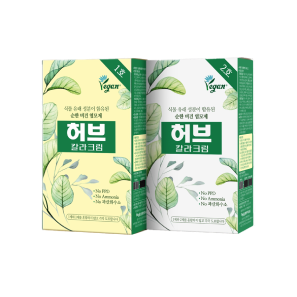 1호
Vegan
식물 유래 성분이 함유된
순한 비건 염모제
허브
칼라크림
• No PPD
• No Ammonia
• No 과산화수소
2호
Vegan
식물 유래 성분이 함유된
순한 비건 염모제
허브
칼라크림
• No PPD
• No Ammonia
• No 과산화수소